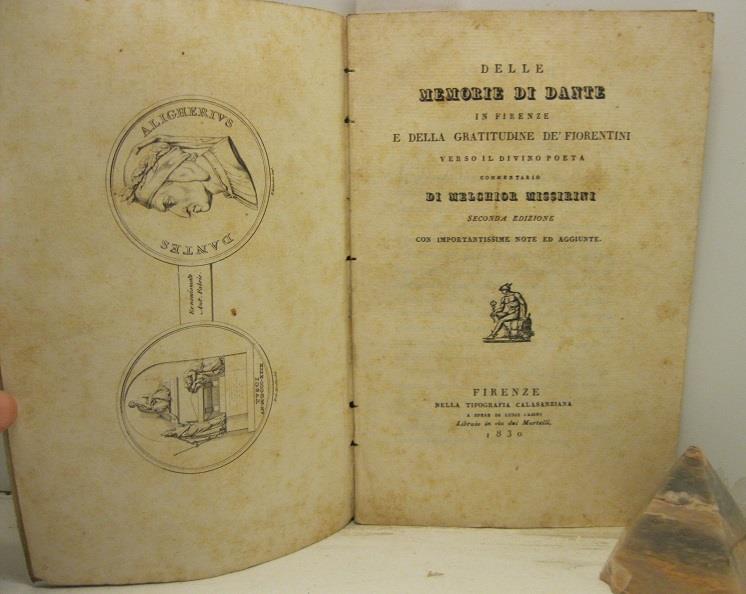 ALIGHERIVS
DANTES
TVSCI
DELLE
MEMORIE DI DANTE
IN FIRENZE
E DELLA GRATITUDINE DE' FIORENTINI
VERSO IL DIVINO POETA
COMMENTARIO
DI MELCHIOR MISSIRINI
SECONDA EDIZIONE
CON IMPORTANTISSIME NOTE ED AGGIUNTE.
FIRENZE
NELLA TIPOGRAFIA CALASANZIANA
A SPESE DI LUIGI
Libraio in via dei Martelli,
1830